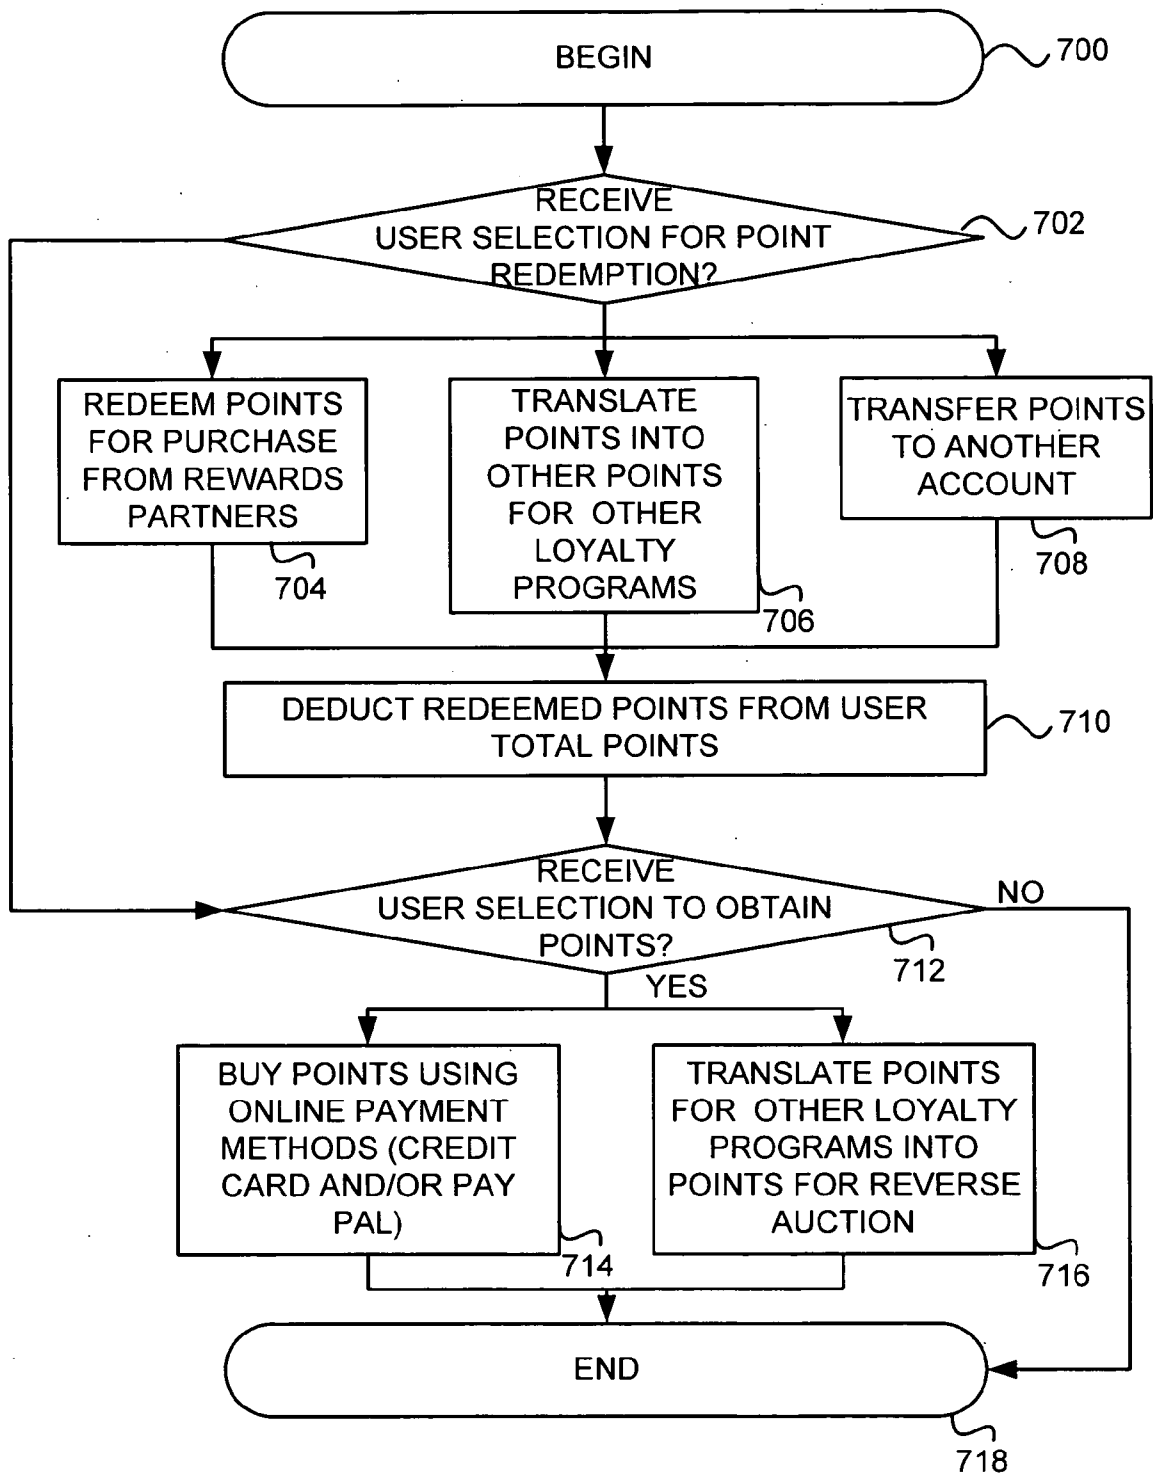 BEGIN
700
RECEIVE
USER SELECTION FOR POINT
REDEMPTION?
702
REDEEM POINTS
FOR PURCHASE
FROM REWARDS
PARTNERS
704
TRANSLATE
POINTS INTO
OTHER POINTS
FOR OTHER
LOYALTY
PROGRAMS
706
TRANSFER POINTS
TO ANOTHER
ACCOUNT
708
DEDUCT REDEEMED POINTS FROM USER
TOTAL POINTS
710
RECEIVE
USER SELECTION TO OBTAIN
POINTS?
712
NO
YES
BUY POINTS USING
ONLINE PAYMENT
METHODS (CREDIT
CARD AND/OR PAY
PAL)
714
TRANSLATE POINTS
FOR OTHER LOYALTY
PROGRAMS INTO
POINTS FOR REVERSE
AUCTION
716
END
718